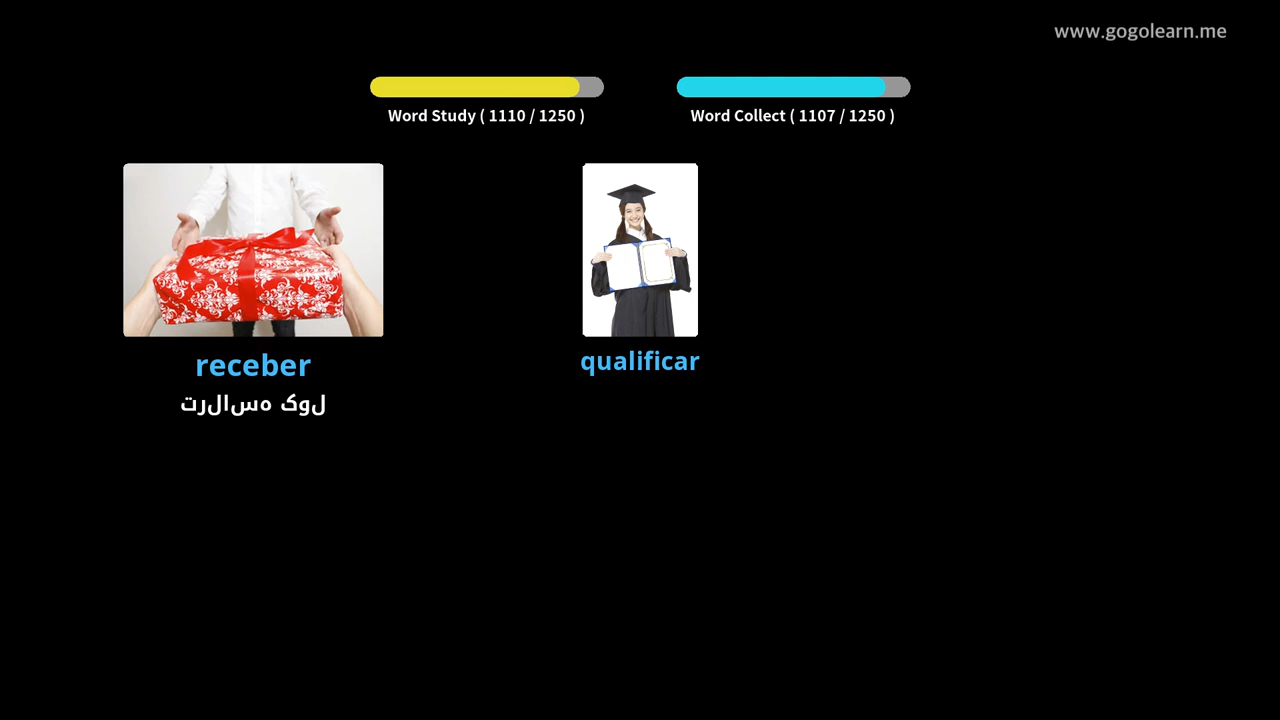 www.gogolearn.me
Word Study ( 1110 / 1250 )
Word Collect ( 1107 / 1250 )
receber
لوک هسالرت
qualificar